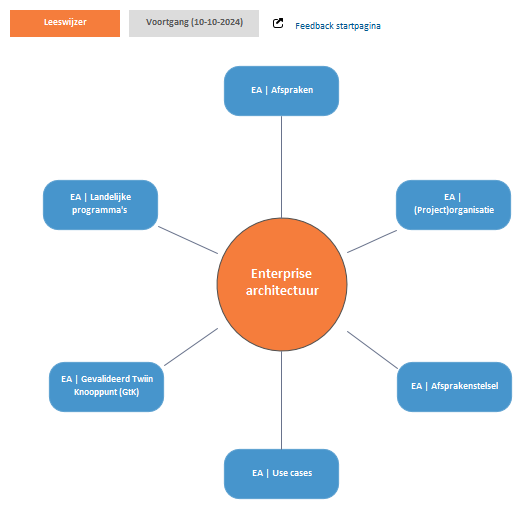 Leeswijzer
Voortgang (10-10-2024)
Feedback startpagina
EA | Afspraken
EA | Landelijke
programma's
EA |
(Project)organisatie
Enterprise
architectuur
EA | Gevalideerd Twiin
Knooppunt (GtK)
EA | Afsprakenstelsel
EA | Use cases